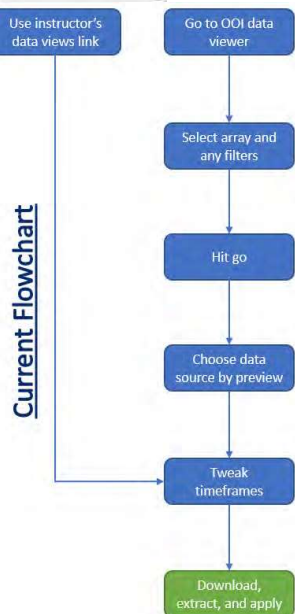 Use instructor's
data views link
Go to OOI data
viewer
Select array and
any filters
Current Flowchart
Hit go
Choose data
source by preview
Tweak
timeframes
Download,
extract, and apply